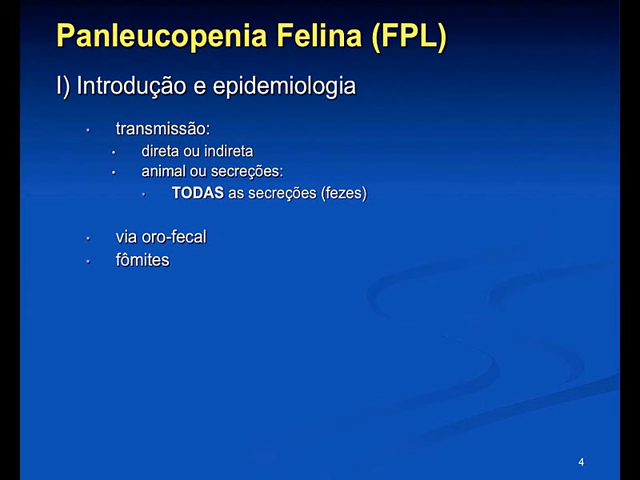 Panleucopenia Felina (FPL)
I) Introdução e epidemiologia
• transmissão:
• direta ou indireta
• animal ou secreções:
• TODAS as secreções (fezes)
• via oro-fecal
• fômites
4